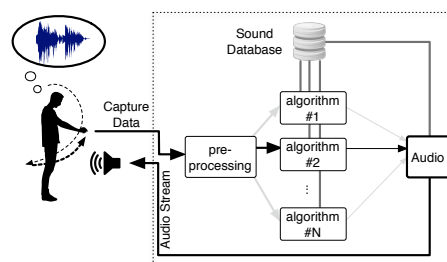 Sound
Database
Capture
Data
algorithm
#1
pre-
processing
algorithm
#2
Audio
...
algorithm
#N
Audio Stream